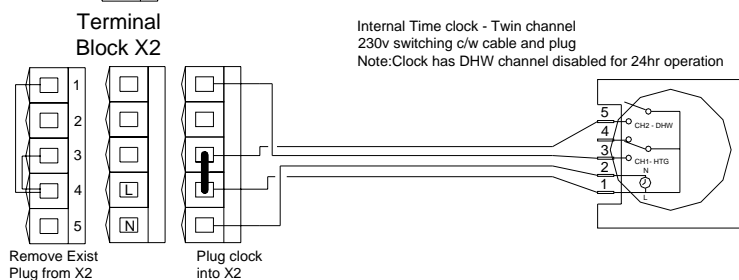 Terminal
Block X2
Internal Time clock - Twin channel
230v switching c/w cable and plug
Note:Clock has DHW channel disabled for 24hr operation
1
2
3
4
5
L
N
5
4
3
2
1
CH2 - DHW
CH1- HTG
N
L
Remove Exist
Plug from X2
Plug clock
into X2